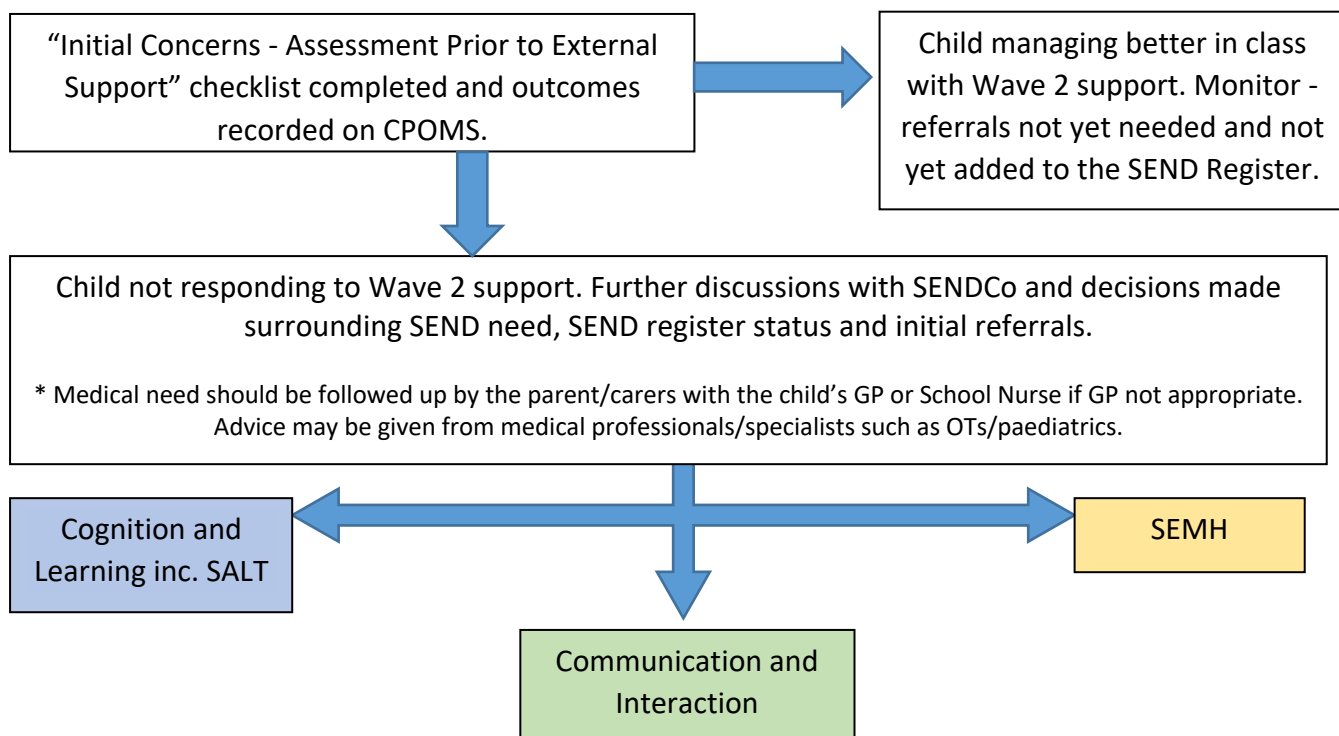 “Initial Concerns - Assessment Prior to External
Support” checklist completed and outcomes
recorded on CPOMS.
Child managing better in class
with Wave 2 support. Monitor -
referrals not yet needed and not
yet added to the SEND Register.
Child not responding to Wave 2 support. Further discussions with SENDCo and decisions made
surrounding SEND need, SEND register status and initial referrals.
* Medical need should be followed up by the parent/carers with the child’s GP or School Nurse if GP not appropriate.
Advice may be given from medical professionals/specialists such as OTs/paediatrics.
Cognition and
Learning inc. SALT
SEMH
Communication and
Interaction